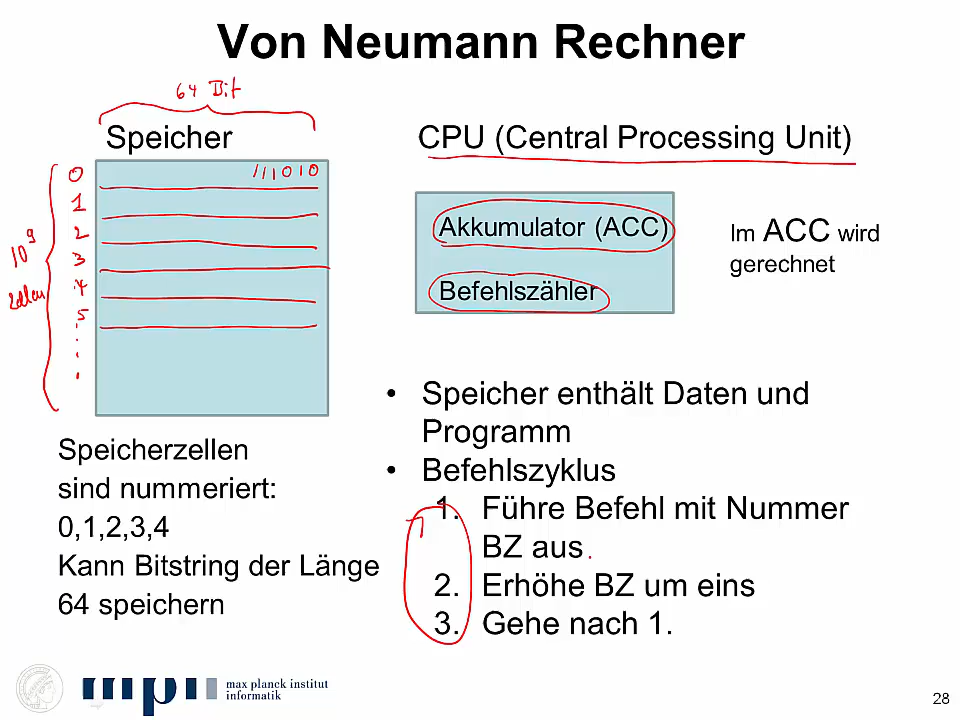 Von Neumann Rechner
64 Bit
Speicher
0
111010
1
2
3
4
5
10^9
Zellen
Speicherzellen
sind nummeriert:
0,1,2,3,4
Kann Bitstring der Länge
64 speichern
CPU (Central Processing Unit)
Akkumulator (ACC)
Befehlszähler
Im ACC wird
gerechnet
• Speicher enthält Daten und
Programm
• Befehlszyklus
1. Führe Befehl mit Nummer
BZ aus.
2. Erhöhe BZ um eins
3. Gehe nach 1.
mpii max planck institut
informatik
28